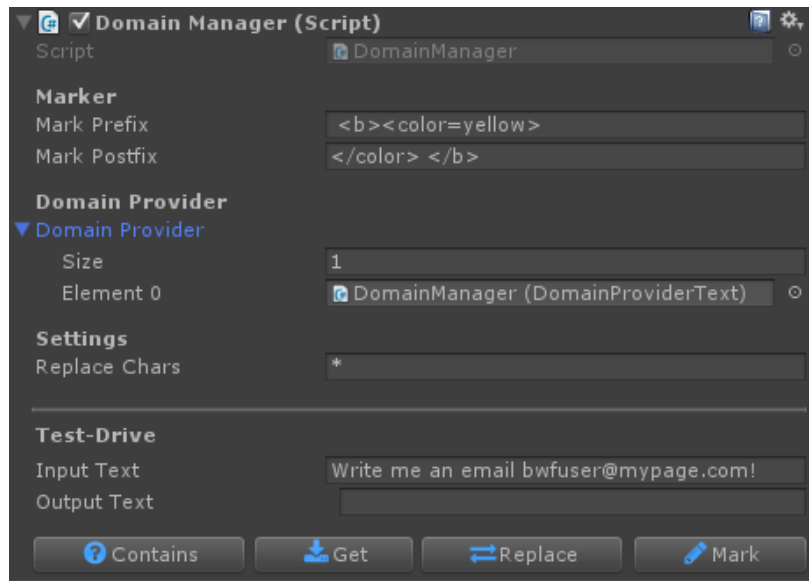 Domain Manager (Script)
Script DomainManager
Marker
Mark Prefix <b><color=yellow>
Mark Postfix </color> </b>
Domain Provider
Domain Provider
Size 1
Element 0 DomainManager (DomainProviderText)
Settings
Replace Chars *
Test-Drive
Input Text Write me an email bwfuser@mypage.com!
Output Text
Contains Get Replace Mark